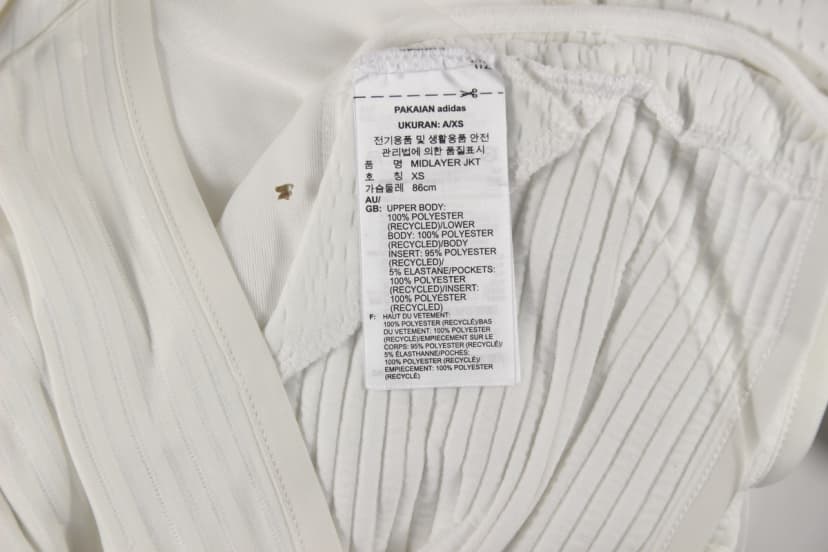 PAKAIAN adidas
UKURAN: A/XS
전기용품 및 생활용품 안전
관리법에 의한 품질표시
품 명 MIDLAYER JKT
호 칭 XS
가슴둘레 86cm
AU/
GB: UPPER BODY:
100% POLYESTER
(RECYCLED)/LOWER
BODY: 100% POLYESTER
(RECYCLED)/BODY
INSERT: 95% POLYESTER
(RECYCLED)/
5% ELASTANE/POCKETS:
100% POLYESTER
(RECYCLED)/INSERT:
100% POLYESTER
(RECYCLED)
F: HAUT DU VETEMENT:
100% POLYESTER (RECYCLÉ)/BAS
DU VETEMENT: 100% POLYESTER
(RECYCLÉ)/EMPIECEMENT SUR LE
CORPS: 95% POLYESTER (RECYCLÉ)/
5% ÉLASTHANNE/POCHES:
100% POLYESTER (RECYCLÉ)/
EMPIECEMENT: 100% POLYESTER
(RECYCLÉ)